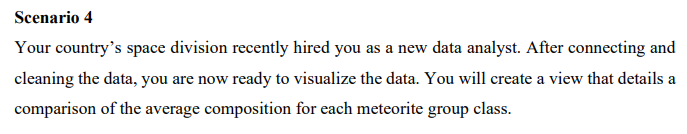 Scenario 4
Your country’s space division recently hired you as a new data analyst. After connecting and
cleaning the data, you are now ready to visualize the data. You will create a view that details a
comparison of the average composition for each meteorite group class.